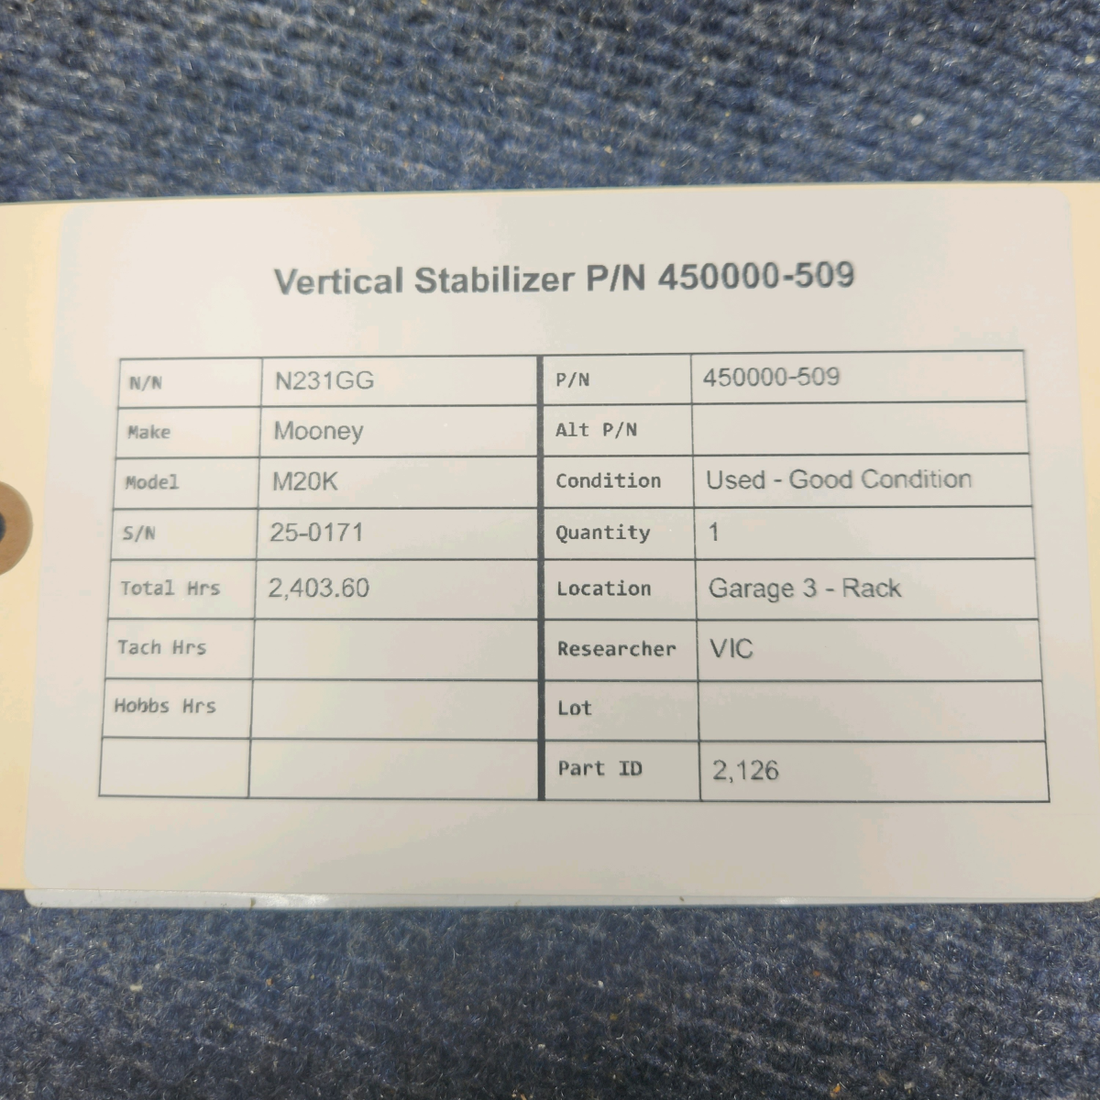 Vertical Stabilizer P/N 450000-509
N/N N231GG P/N 450000-509
Make Mooney Alt P/N
Model M20K Condition Used - Good Condition
S/N 25-0171 Quantity 1
Total Hrs 2,403.60 Location Garage 3 - Rack
Tach Hrs Researcher VIC
Hobbs Hrs Lot
Part ID 2,126